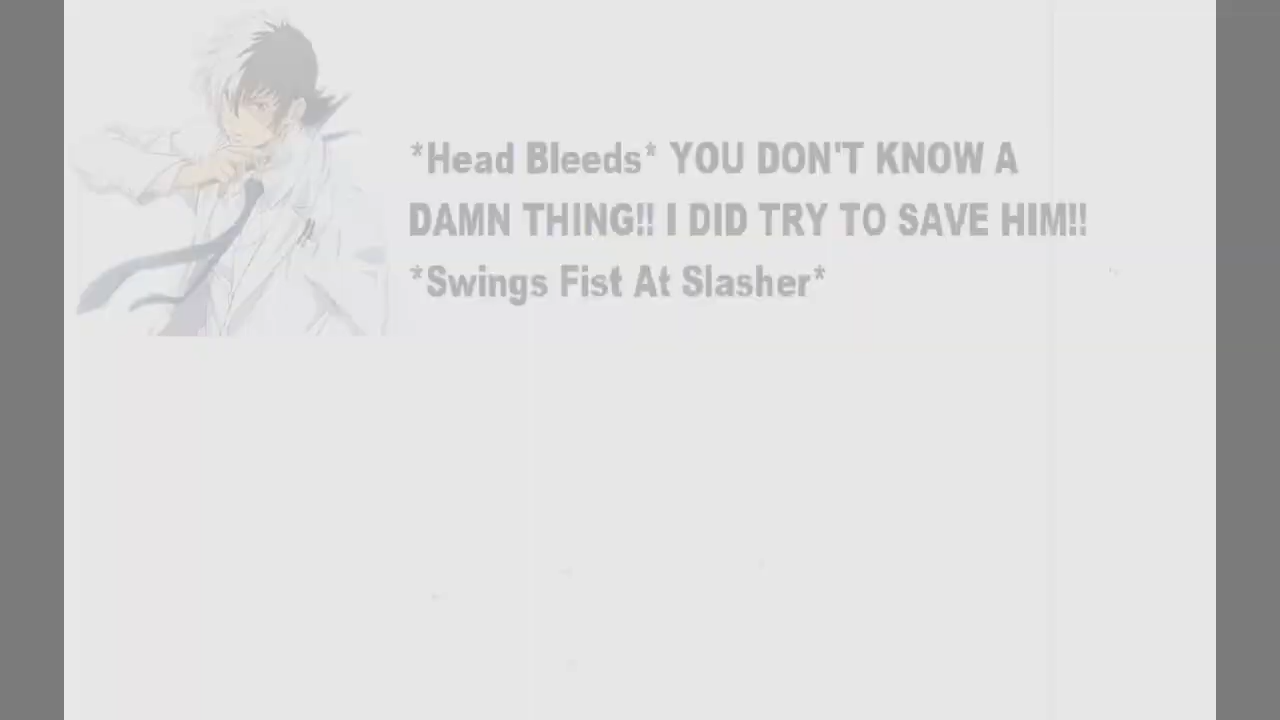 *Head Bleeds* YOU DON'T KNOW A
DAMN THING!! I DID TRY TO SAVE HIM!!
*Swings Fist At Slasher*